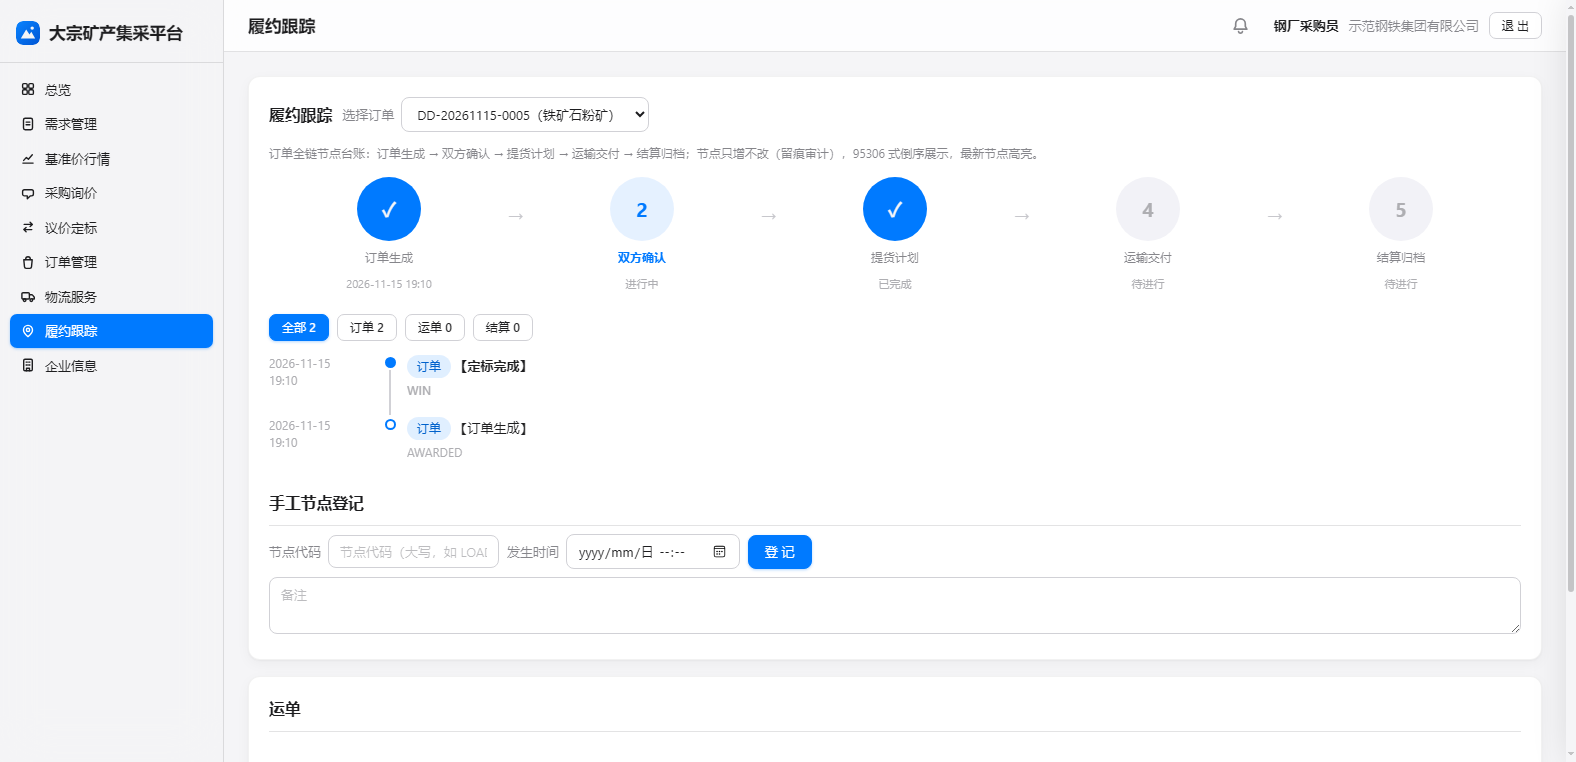 大宗矿产集采平台
履约跟踪
钢厂采购员 示范钢铁集团有限公司 退 出
总览
需求管理
基准价行情
采购询价
议价定标
订单管理
物流服务
履约跟踪
企业信息
履约跟踪 选择订单 DD-20261115-0005（铁矿石粉矿）
订单全链节点台账：订单生成 → 双方确认 → 提货计划 → 运输交付 → 结算归档；节点只增不改（留痕审计），95306 式倒序展示，最新节点高亮。
✓ → 2 → ✓ → 4 → 5
订单生成 双方确认 提货计划 运输交付 结算归档
2026-11-15 19:10 进行中 已完成 待进行 待进行
全部 2 订单 2 运单 0 结算 0
2026-11-15 19:10 订单 【定标完成】
WIN
2026-11-15 19:10 订单 【订单生成】
AWARDED
手工节点登记
节点代码 节点代码（大写，如 LOAD 发生时间 yyyy/mm/日 --:-- 登 记
备注
运单